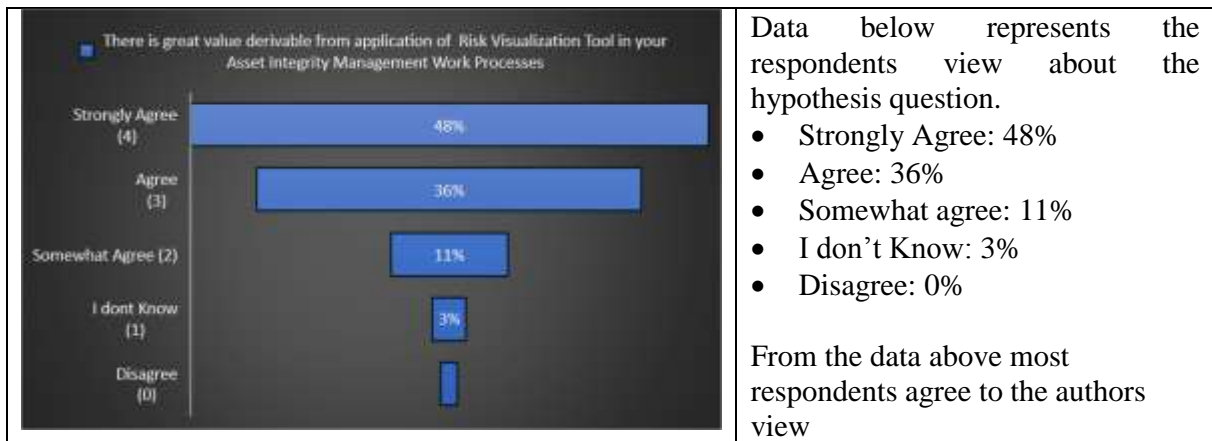 There is great value derivable from application of Risk Visualization Tool in your
Asset Integrity Management Work Processes
Strongly Agree
(4)
48%
Agree
(3)
36%
Somewhat Agree (2)
11%
I dont Know
(1)
3%
Disagree
(0)
Data below represents the
respondents view about the
hypothesis question.
• Strongly Agree: 48%
• Agree: 36%
• Somewhat agree: 11%
• I don’t Know: 3%
• Disagree: 0%
From the data above most
respondents agree to the authors
view